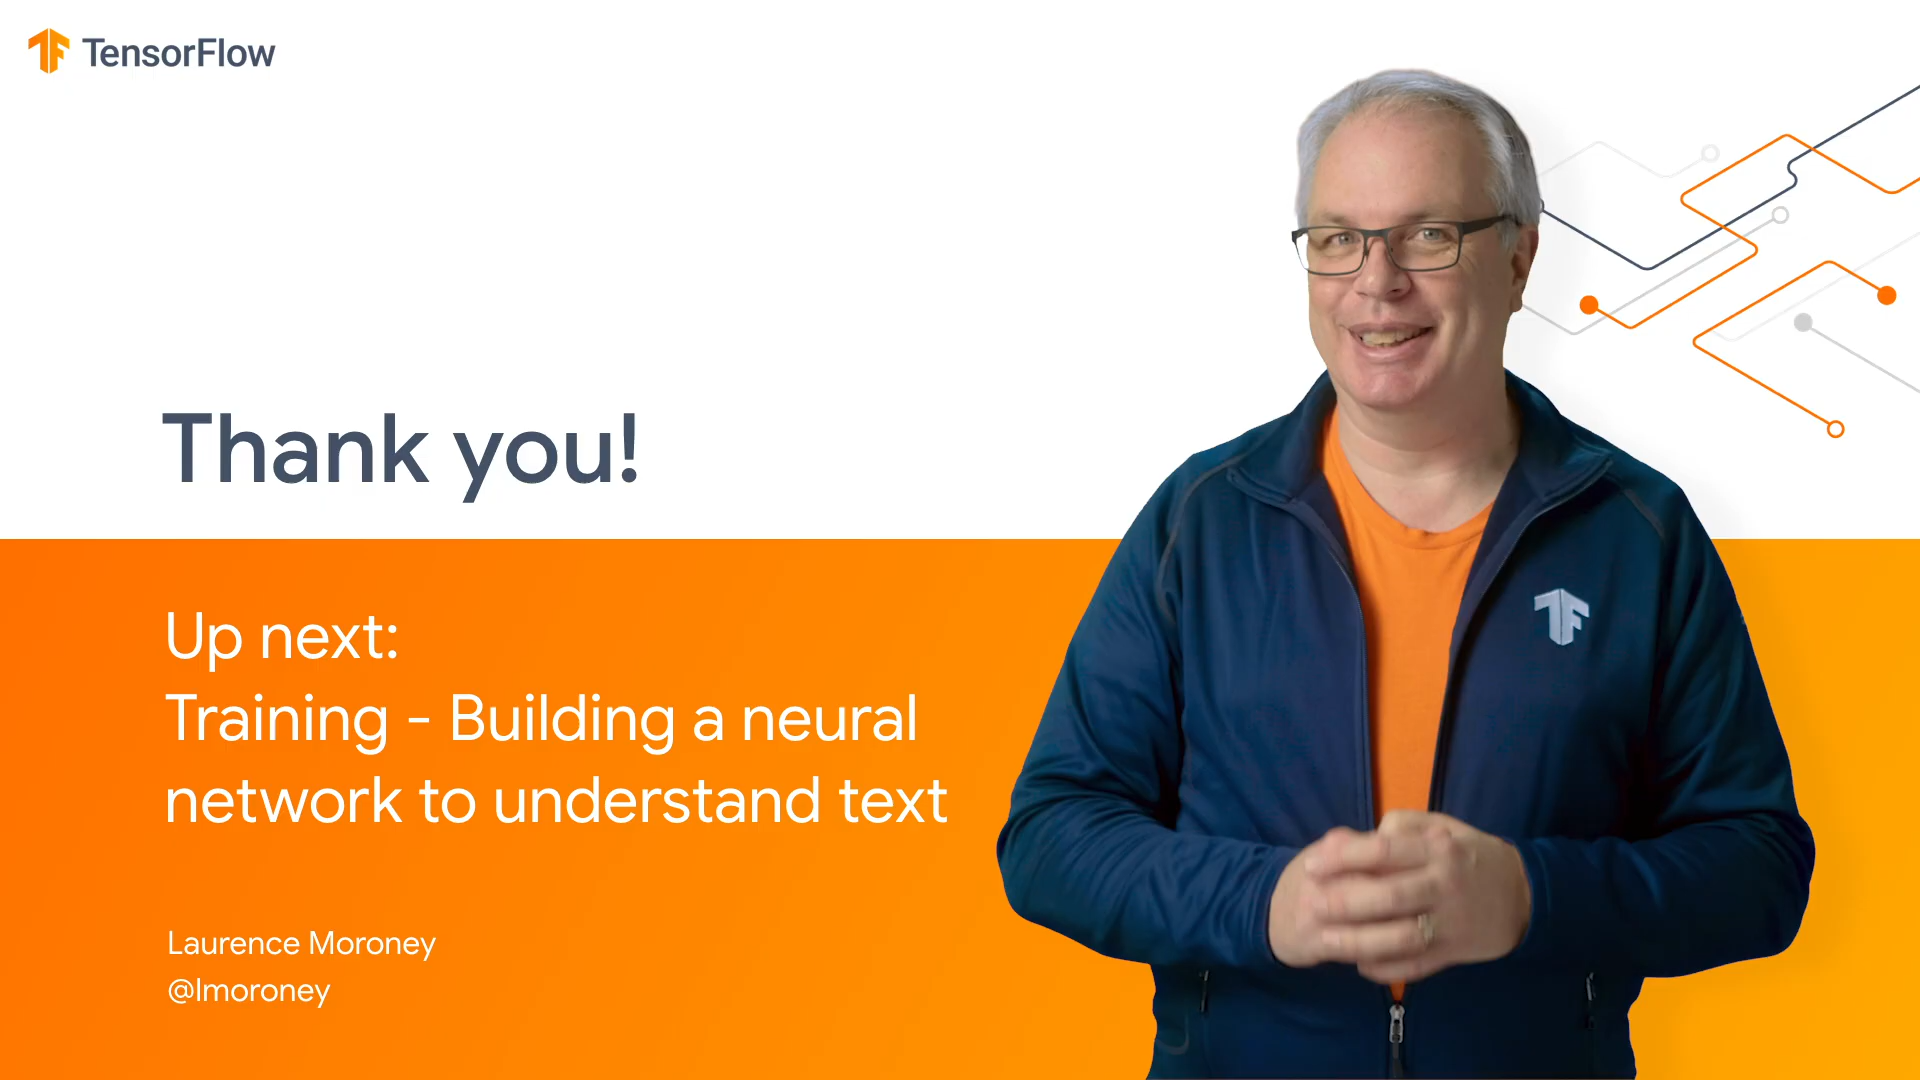 TensorFlow
Thank you!
Up next:
Training - Building a neural
network to understand text
Laurence Moroney
@lmoroney